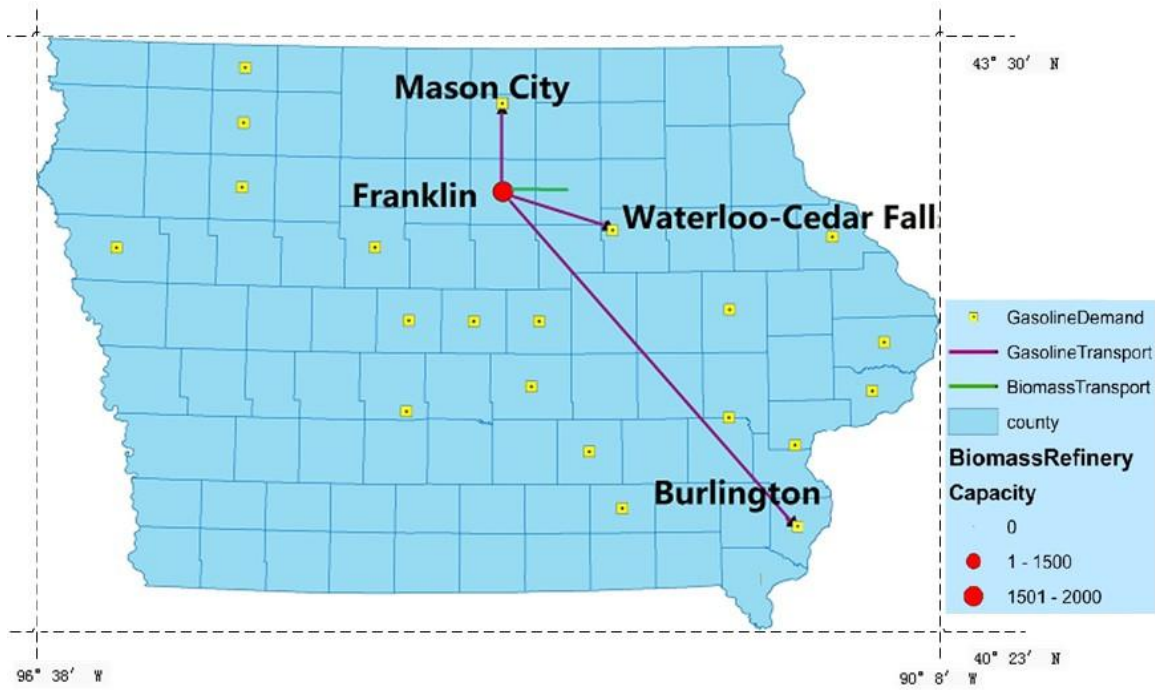 43° 30′ N
Mason City
Franklin
Waterloo-Cedar Fall
Burlington
GasolineDemand
GasolineTransport
BiomassTransport
county
BiomassRefinery
Capacity
0
1 - 1500
1501 - 2000
40° 23′ N
96° 38′ W
90° 8′ W